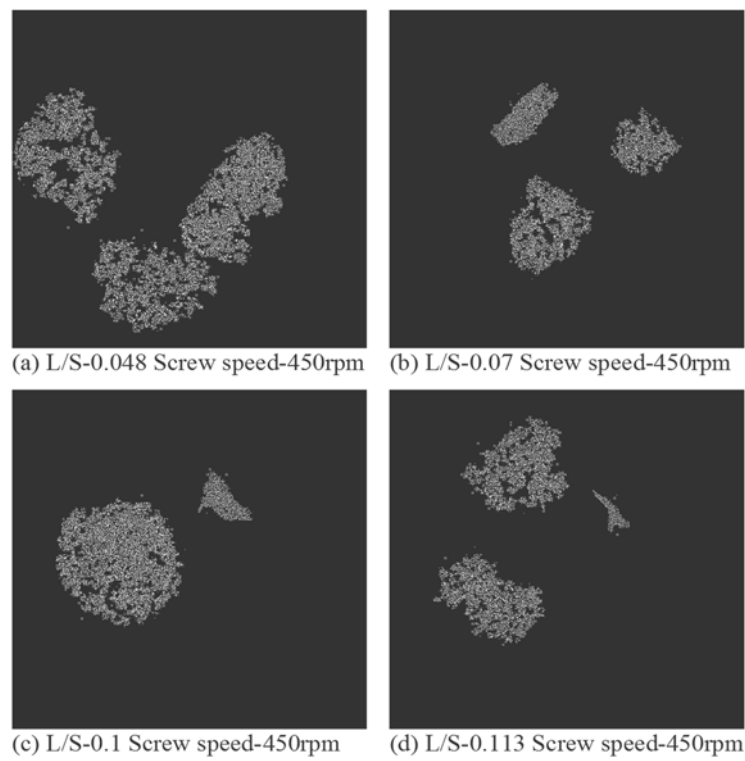 (a) L/S-0.048 Screw speed-450rpm
(b) L/S-0.07 Screw speed-450rpm
(c) L/S-0.1 Screw speed-450rpm
(d) L/S-0.113 Screw speed-450rpm